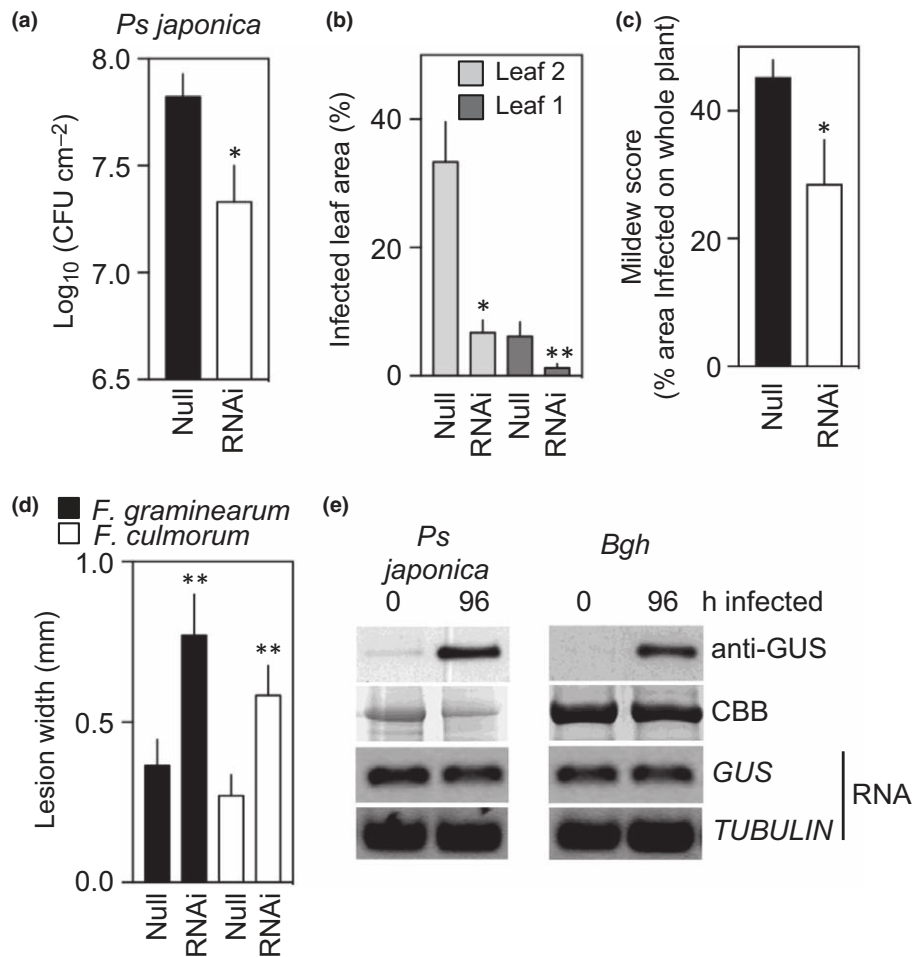 (a)
Ps japonica
Log10 (CFU cm−2)
8.0
7.5
7.0
6.5
*
Null
RNAi
(b)
Infected leaf area (%)
40
20
0
Leaf 2
Leaf 1
*
**
Null
RNAi
Null
RNAi
(c)
Mildew score
(% area Infected on whole plant)
40
20
0
*
Null
RNAi
(d)
F. graminearum
F. culmorum
Lesion width (mm)
1.0
0.5
0.0
**
**
Null
RNAi
Null
RNAi
(e)
Ps
japonica
Bgh
0 96 0 96 h infected
anti-GUS
CBB
GUS
TUBULIN
RNA